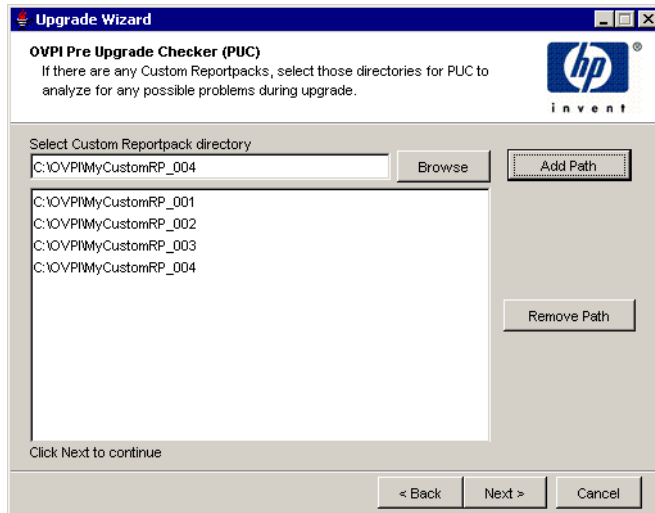 Upgrade Wizard
OVPI Pre Upgrade Checker (PUC)
If there are any Custom Reportpacks, select those directories for PUC to
analyze for any possible problems during upgrade.
hp
®
invent
Select Custom Reportpack directory
C:\OVPI\MyCustomRP_004
Browse
Add Path
C:\OVPI\MyCustomRP_001
C:\OVPI\MyCustomRP_002
C:\OVPI\MyCustomRP_003
C:\OVPI\MyCustomRP_004
Remove Path
Click Next to continue
< Back
Next >
Cancel